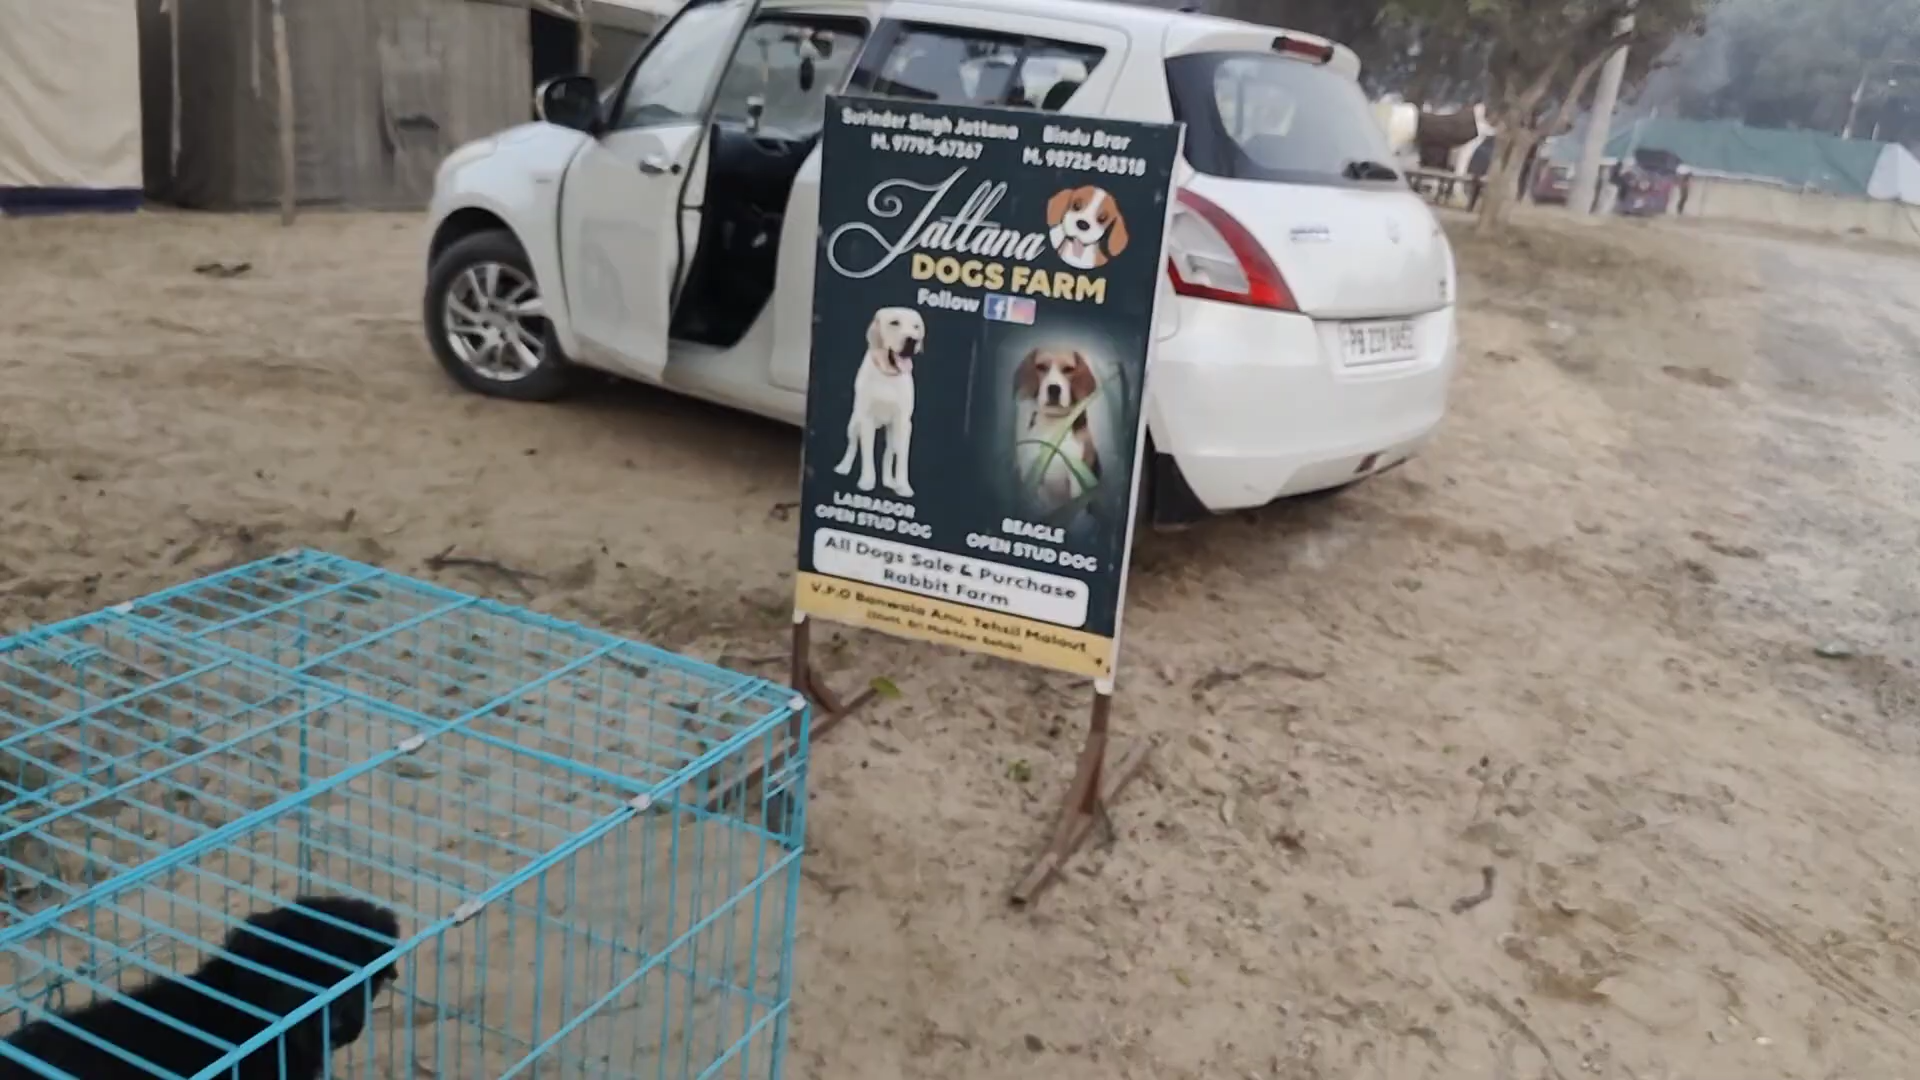 Surinder Singh Jattana Bindu Brar
M. 97795-67367 M. 98725-08318
Jattana
DOGS FARM
Follow
LABRADOR
OPEN STUD DOG
BEAGLE
OPEN STUD DOG
All Dogs Sale & Purchase
Rabbit Farm
V.P.O Banwala Anu, Tehsil Malout